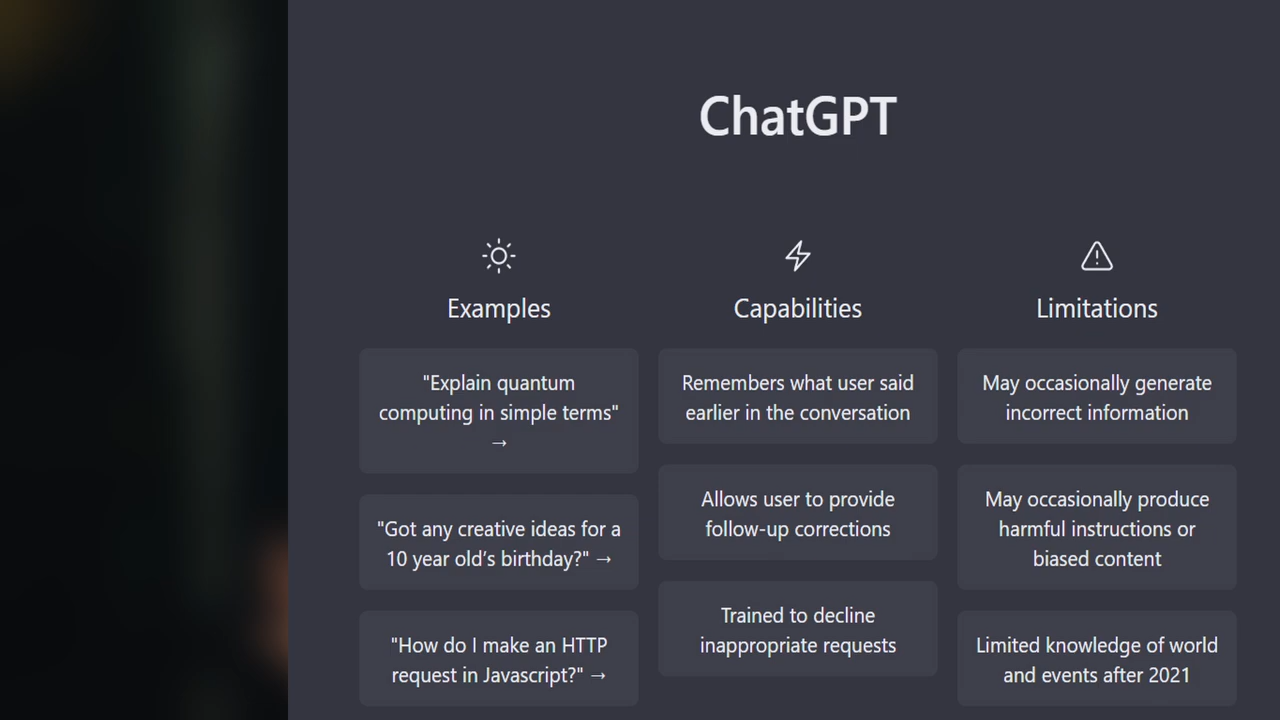 ChatGPT
Examples
"Explain quantum
computing in simple terms"
→
"Got any creative ideas for a
10 year old’s birthday?" →
"How do I make an HTTP
request in Javascript?" →
Capabilities
Remembers what user said
earlier in the conversation
Allows user to provide
follow-up corrections
Trained to decline
inappropriate requests
Limitations
May occasionally generate
incorrect information
May occasionally produce
harmful instructions or
biased content
Limited knowledge of world
and events after 2021